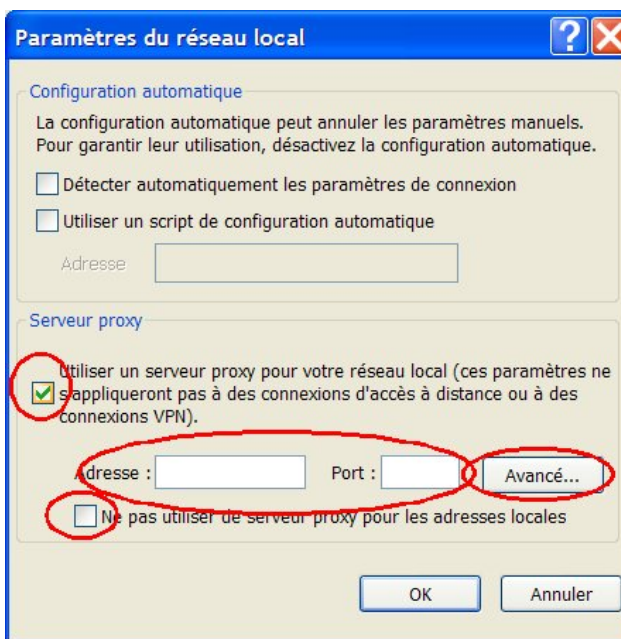 Paramètres du réseau local
Configuration automatique
La configuration automatique peut annuler les paramètres manuels.
Pour garantir leur utilisation, désactivez la configuration automatique.
Détecter automatiquement les paramètres de connexion
Utiliser un script de configuration automatique
Adresse
Serveur proxy
Utiliser un serveur proxy pour votre réseau local (ces paramètres ne
s'appliqueront pas à des connexions d'accès à distance ou à des
connexions VPN).
Adresse : Port : Avancé...
Ne pas utiliser de serveur proxy pour les adresses locales
OK Annuler